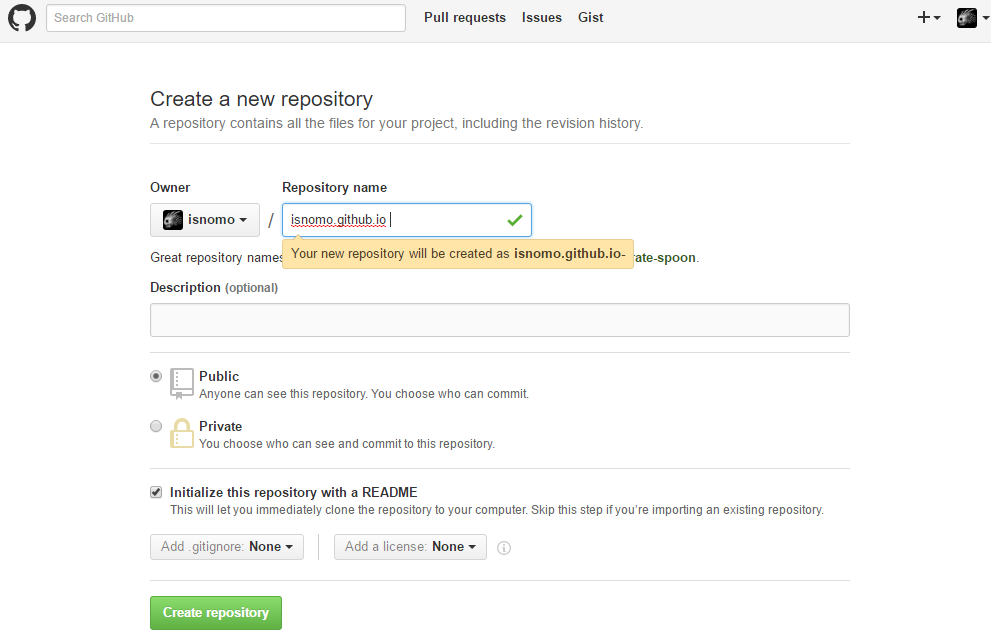 Search GitHub Pull requests Issues Gist
Create a new repository
A repository contains all the files for your project, including the revision history.
Owner Repository name
isnomo / isnomo.github.io
Your new repository will be created as isnomo.github.io-
Great repository names rate-spoon.
Description (optional)
Public
Anyone can see this repository. You choose who can commit.
Private
You choose who can see and commit to this repository.
Initialize this repository with a README
This will let you immediately clone the repository to your computer. Skip this step if you're importing an existing repository.
Add .gitignore: None Add a license: None
Create repository